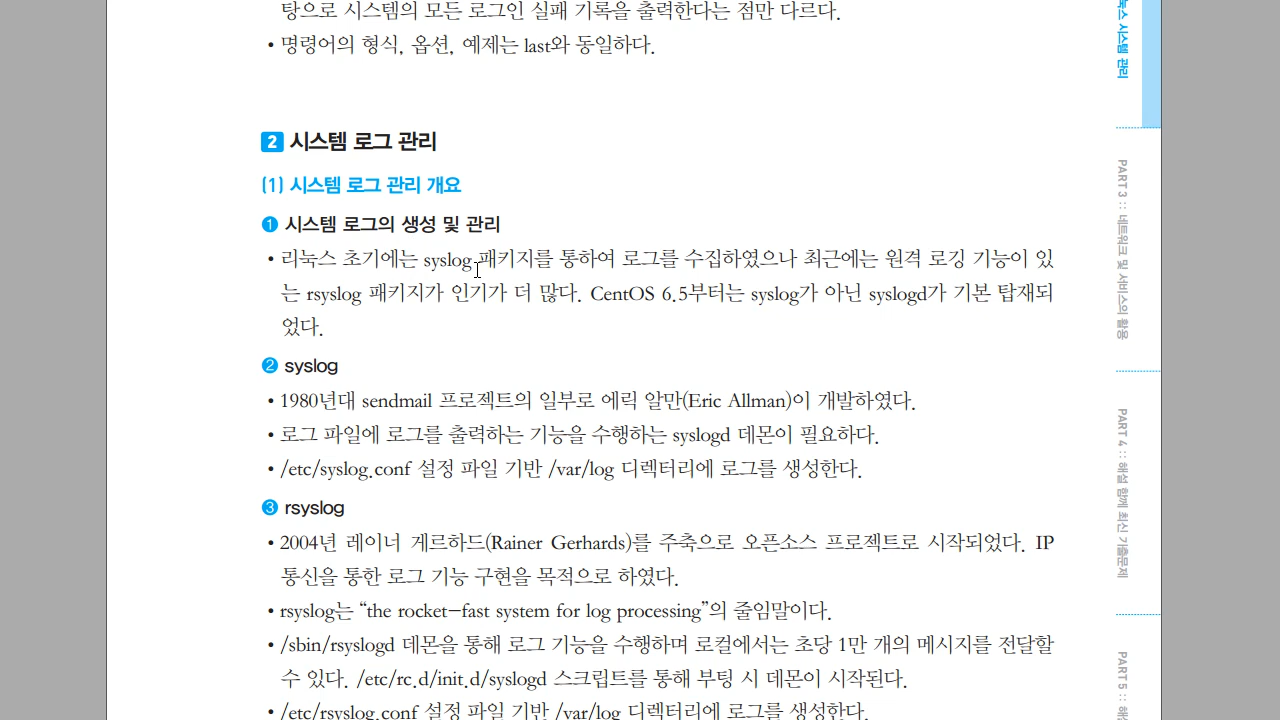 탕으로 시스템의 모든 로그인 실패 기록을 출력한다는 점만 다르다.
• 명령어의 형식, 옵션, 예제는 last와 동일하다.
2 시스템 로그 관리
(1) 시스템 로그 관리 개요
❶ 시스템 로그의 생성 및 관리
• 리눅스 초기에는 syslog 패키지를 통하여 로그를 수집하였으나 최근에는 원격 로깅 기능이 있
는 rsyslog 패키지가 인기가 더 많다. CentOS 6.5부터는 syslog가 아닌 syslogd가 기본 탑재되
었다.
❷ syslog
• 1980년대 sendmail 프로젝트의 일부로 에릭 알만(Eric Allman)이 개발하였다.
• 로그 파일에 로그를 출력하는 기능을 수행하는 syslogd 데몬이 필요하다.
• /etc/syslog.conf 설정 파일 기반 /var/log 디렉터리에 로그를 생성한다.
❸ rsyslog
• 2004년 레이너 게르하드(Rainer Gerhards)를 주축으로 오픈소스 프로젝트로 시작되었다. IP
통신을 통한 로그 기능 구현을 목적으로 하였다.
• rsyslog는 “the rocket-fast system for log processing”의 줄임말이다.
• /sbin/rsyslogd 데몬을 통해 로그 기능을 수행하며 로컬에서는 초당 1만 개의 메시지를 전달할
수 있다. /etc/rc.d/init.d/syslogd 스크립트를 통해 부팅 시 데몬이 시작된다.
• /etc/rsyslog.conf 설정 파일 기반 /var/log 디렉터리에 로그를 생성한다.
시스템 관리
PART 3 :: 네트워크 및 서비스의 활용
PART 4 :: 해설 함께 최신 기출문제
PART 5 ::